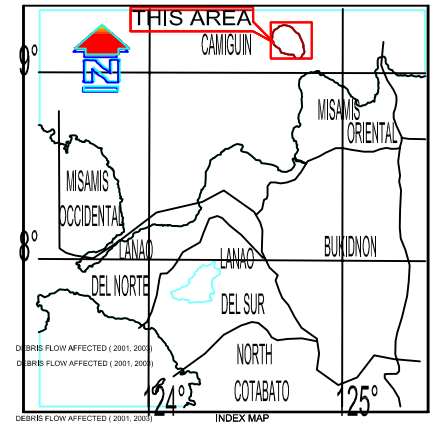 THIS AREA
CAMIGUIN
9°
N
MISAMIS
ORIENTAL
MISAMIS
OCCIDENTAL
LANAO
DEL NORTE
8°
LANAO
DEL SUR
BUKIDNON
NORTH
COTABATO
DEBRIS FLOW AFFECTED ( 2001, 2003)
DEBRIS FLOW AFFECTED ( 2001, 2003)
124°
125°
DEBRIS FLOW AFFECTED ( 2001, 2003)
INDEX MAP